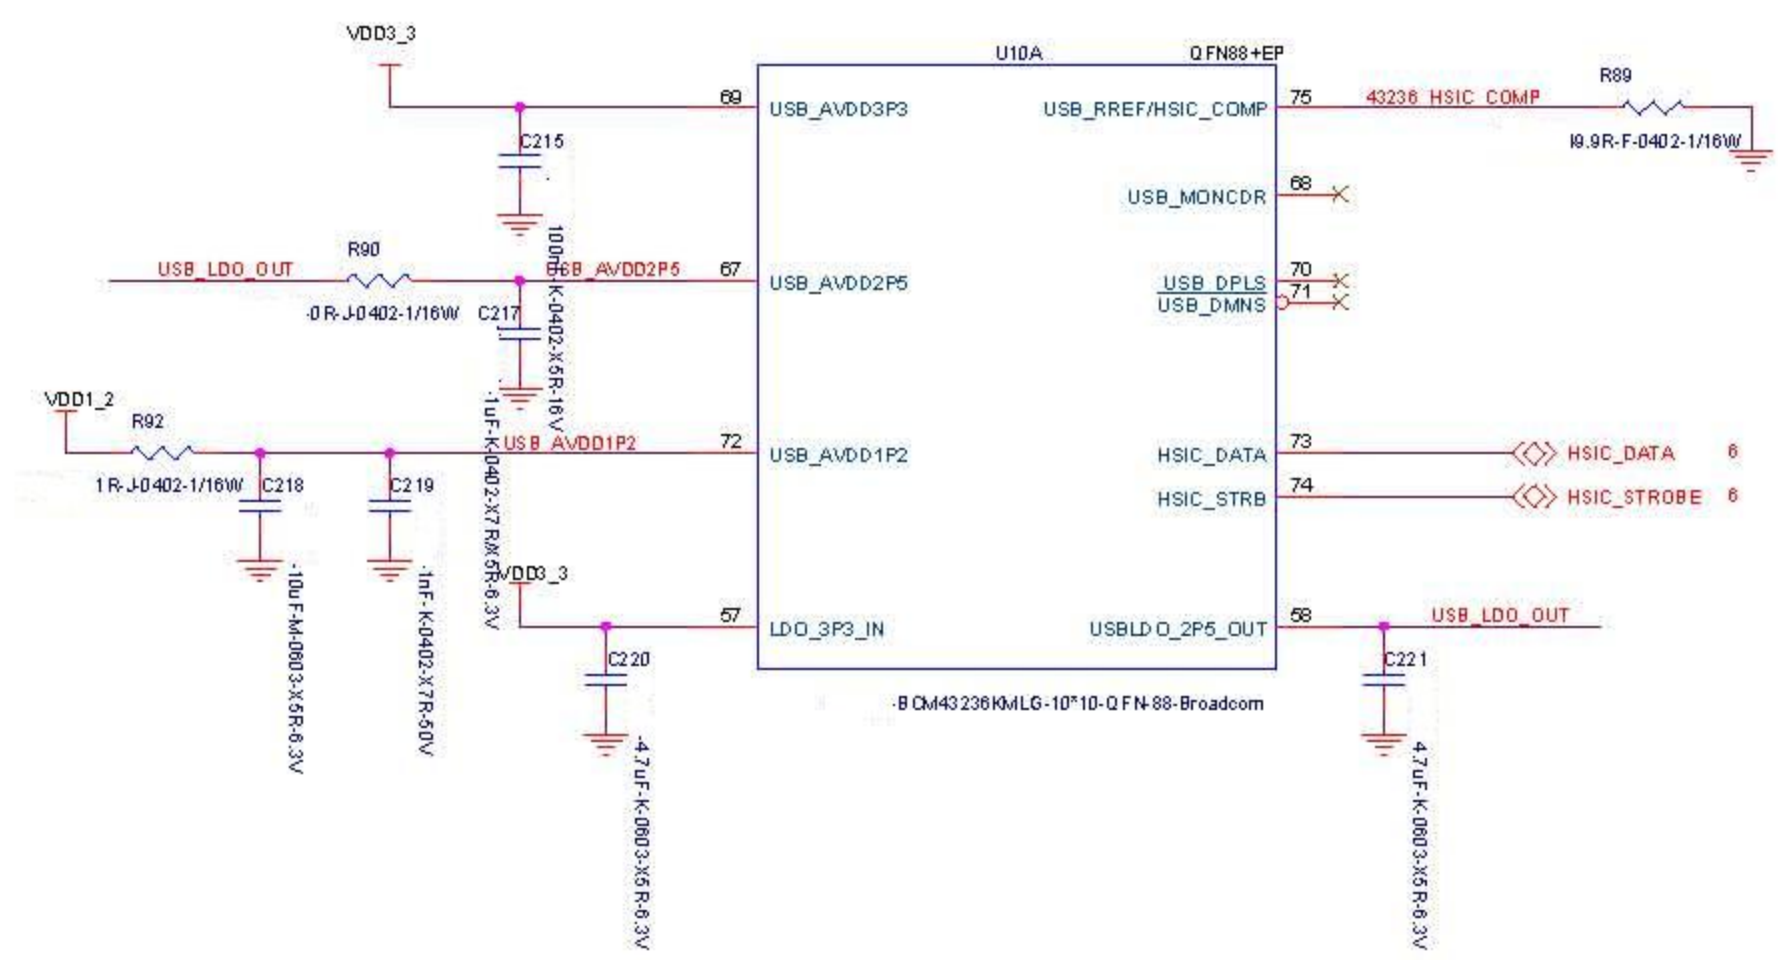 VDD3_3
U10A
QFN88+EP
69
USB_AVDD3P3
USB_RREF/HSIC_COMP
75
43236_HSIC_COMP
R89
C215
49.9R-F-0402-1/16W
100nF-K-0402-X5R-16V
USB_MONCDR
68
USB_LDO_OUT
R90
USB_AVDD2P5
67
USB_AVDD2P5
USB_DPLS
70
USB_DMNS
71
-0R-J-0402-1/16W
C217
-1uF-K-0402-X7R/X5R-6.3V
VDD1_2
R92
USB_AVDD1P2
72
USB_AVDD1P2
HSIC_DATA
73
HSIC_DATA 6
1R-J-0402-1/16W
C218
C219
HSIC_STRB
74
HSIC_STROBE 6
-10uF-M-0603-X5R-6.3V
-1nF-K-0402-X7R-50V
VDD3_3
57
LDO_3P3_IN
USBLDO_2P5_OUT
58
USB_LDO_OUT
C220
C221
-BCM43236KMLG-10*10-QFN-88-Broadcom
-4.7uF-K-0603-X5R-6.3V
4.7uF-K-0603-X5R-6.3V